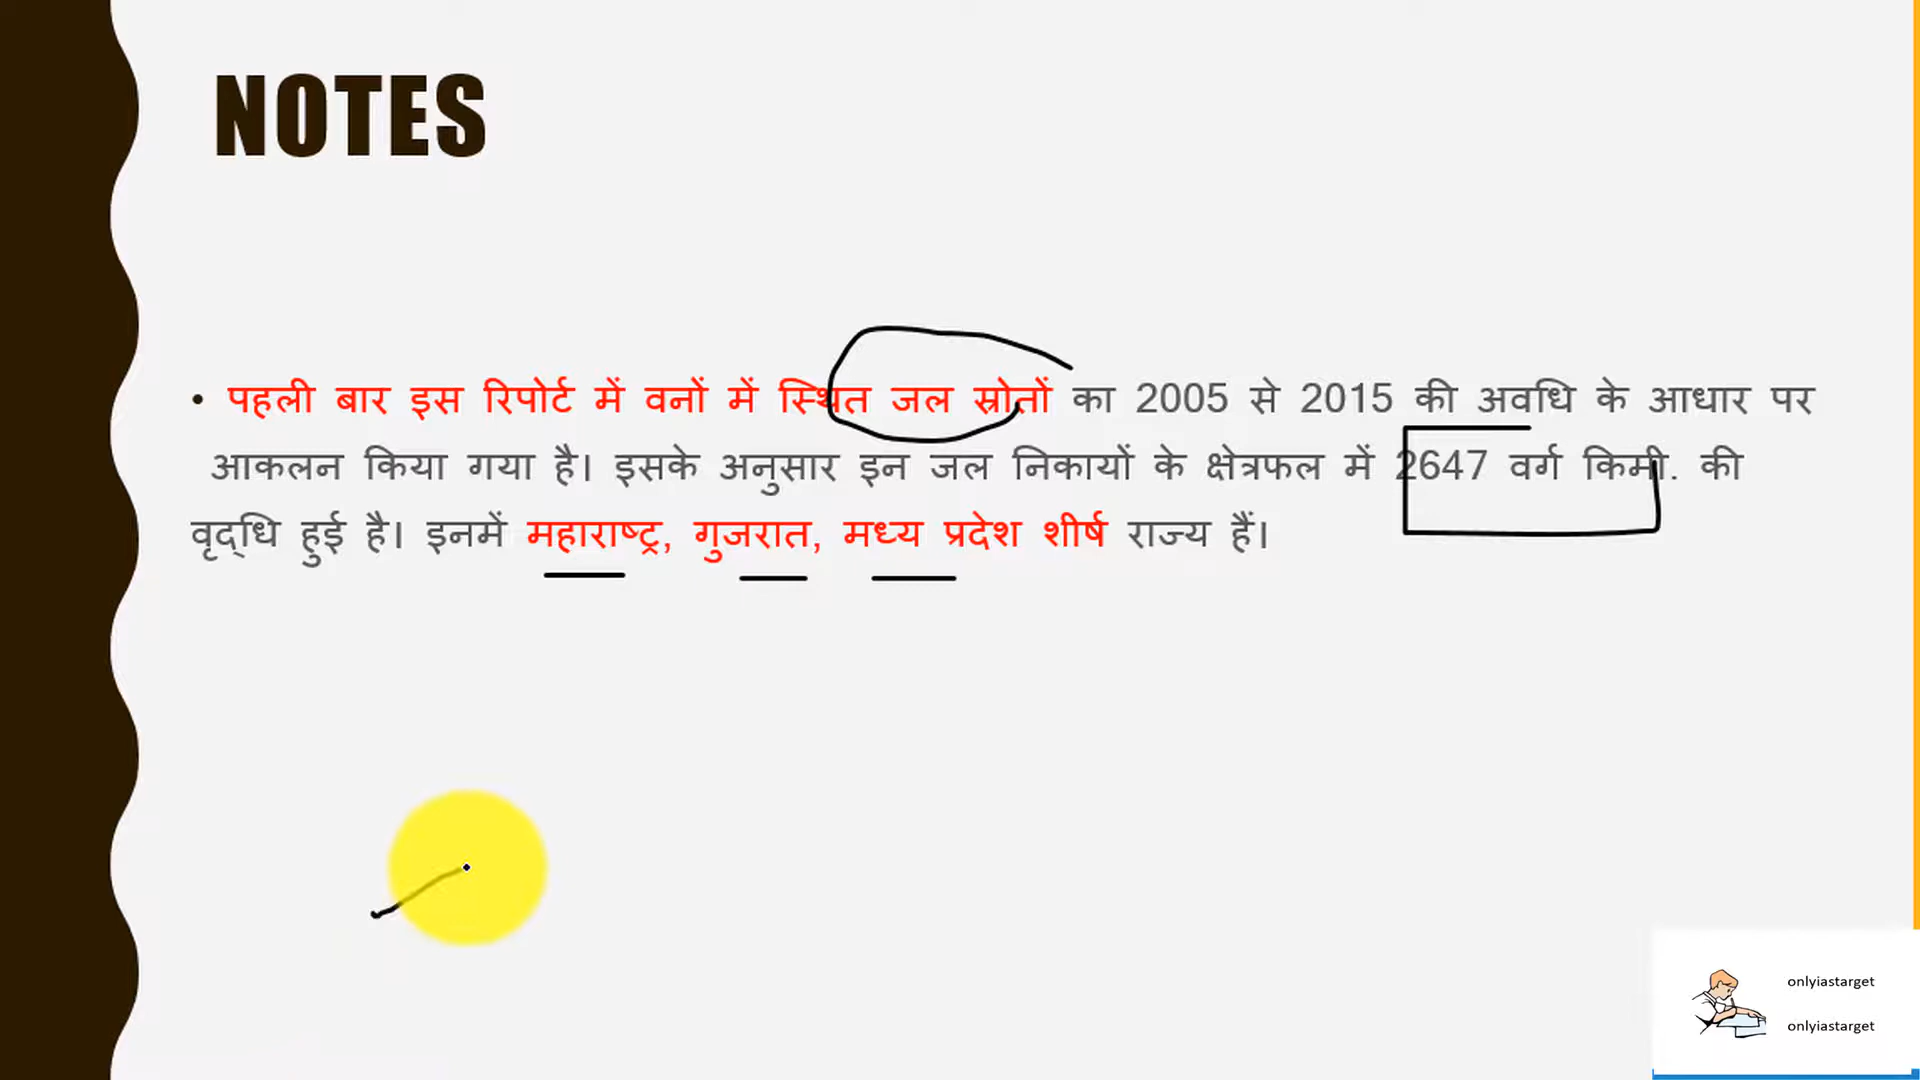 NOTES
• पहली बार इस रिपोर्ट में वनों में स्थित जल स्रोतों का 2005 से 2015 की अवधि के आधार पर
आकलन किया गया है। इसके अनुसार इन जल निकायों के क्षेत्रफल में 2647 वर्ग किमी. की
वृद्धि हुई है। इनमें महाराष्ट्र, गुजरात, मध्य प्रदेश शीर्ष राज्य हैं।
onlyiastarget
onlyiastarget